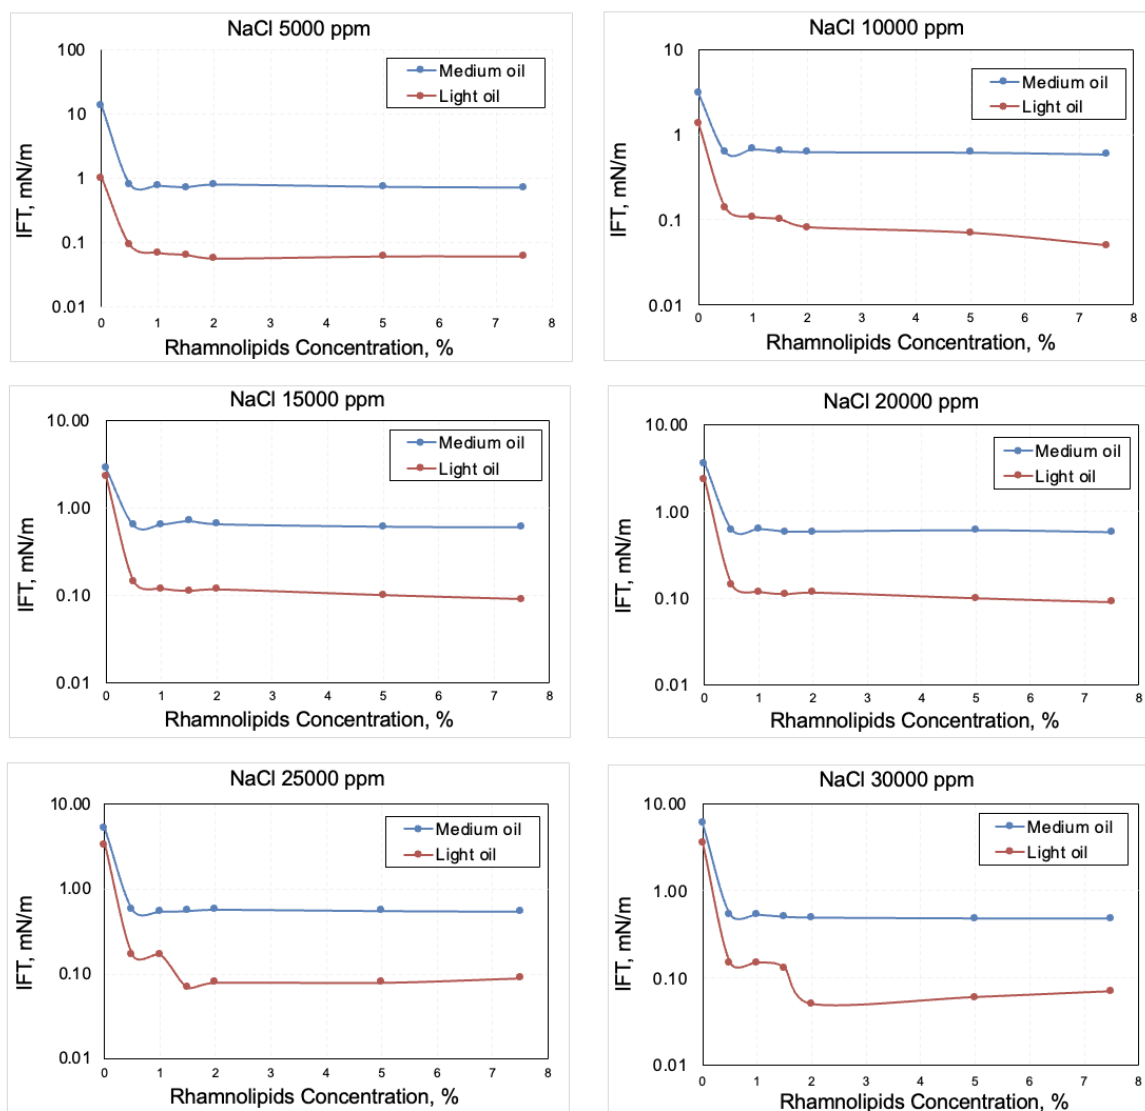 NaCl 5000 ppm
100
10
1
0.1
0.01
IFT, mN/m
Medium oil
Light oil
0 1 2 3 4 5 6 7 8
Rhamnolipids Concentration, %
NaCl 10000 ppm
10
1
0.1
0.01
IFT, mN/m
Medium oil
Light oil
0 1 2 3 4 5 6 7 8
Rhamnolipids Concentration, %
NaCl 15000 ppm
10.00
1.00
0.10
0.01
IFT, mN/m
Medium oil
Light oil
0 1 2 3 4 5 6 7 8
Rhamnolipids Concentration, %
NaCl 20000 ppm
10.00
1.00
0.10
0.01
IFT, mN/m
Medium oil
Light oil
0 1 2 3 4 5 6 7 8
Rhamnolipids Concentration, %
NaCl 25000 ppm
10.00
1.00
0.10
0.01
IFT, mN/m
Medium oil
Light oil
0 1 2 3 4 5 6 7 8
Rhamnolipids Concentration, %
NaCl 30000 ppm
10.00
1.00
0.10
0.01
IFT, mN/m
Medium oil
Light oil
0 1 2 3 4 5 6 7 8
Rhamnolipids Concentration, %